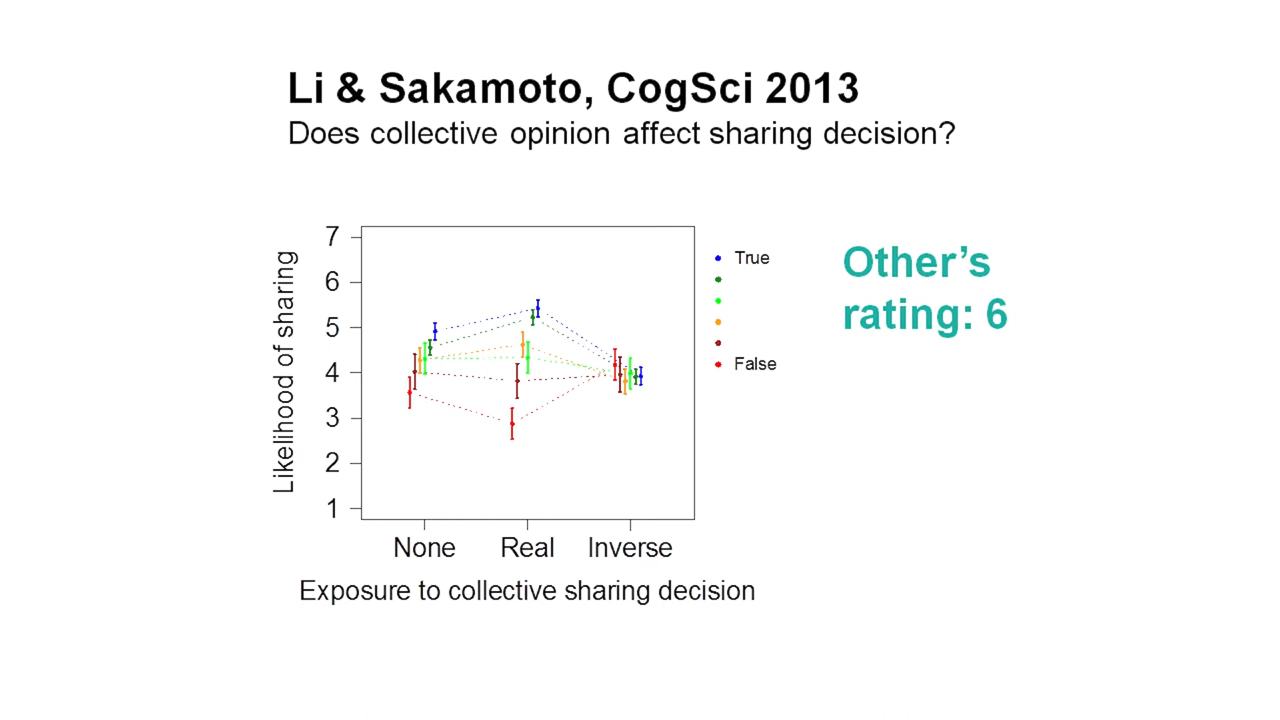 Li & Sakamoto, CogSci 2013
Does collective opinion affect sharing decision?
Likelihood of sharing
7
6
5
4
3
2
1
None Real Inverse
Exposure to collective sharing decision
True
False
Other's
rating: 6